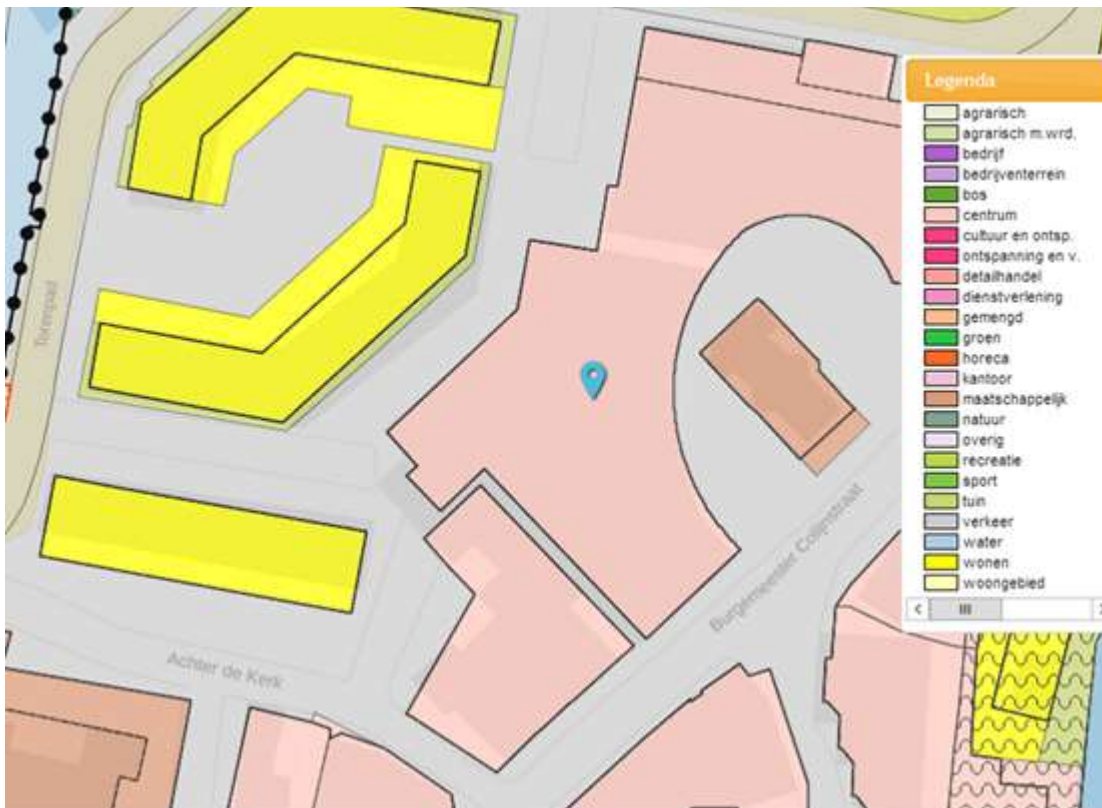 Legenda
agrarisch
agrarisch m.wrd.
bedrijf
bedrijventerrein
bos
centrum
cultuur en ontsp.
ontspanning en v.
detailhandel
dienstverlening
gemengd
groen
horeca
kantoor
maatschappelijk
natuur
overig
recreatie
sport
tuin
verkeer
water
wonen
woongebied
Torenpad
Burgemeester Colijnstraat
Achter de Kerk